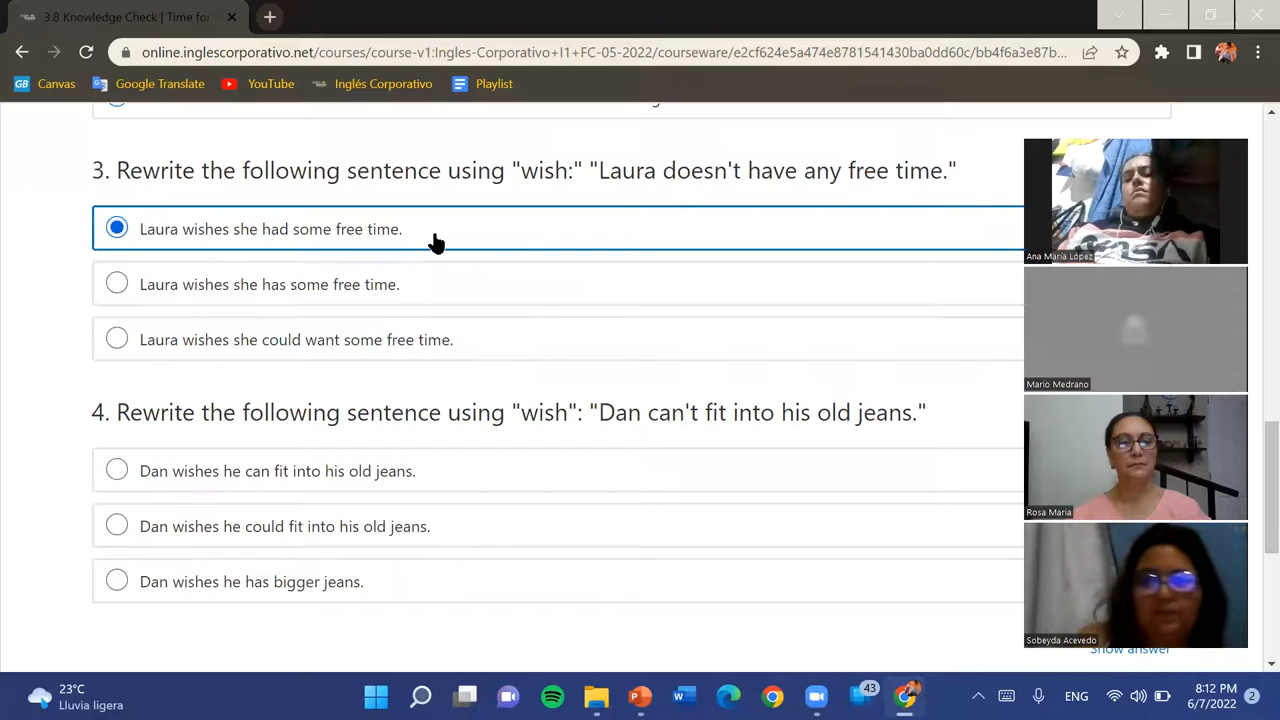 3.8 Knowledge Check | Time for
online.inglescorporativo.net/courses/course-v1:Ingles-Corporativo+I1+FC-05-2022/courseware/e2cf624e5a474e8781541430ba0dd60c/bb4f6a3e87b...
GB Canvas
Google Translate
YouTube
Inglés Corporativo
Playlist
3. Rewrite the following sentence using "wish:" "Laura doesn't have any free time."
Laura wishes she had some free time.
Laura wishes she has some free time.
Laura wishes she could want some free time.
4. Rewrite the following sentence using "wish": "Dan can't fit into his old jeans."
Dan wishes he can fit into his old jeans.
Dan wishes he could fit into his old jeans.
Dan wishes he has bigger jeans.
Show answer
Ana María López
Mario Medrano
Rosa Maria
Sobeyda Acevedo
23°C
Lluvia ligera
43
ENG
8:12 PM
6/7/2022
2